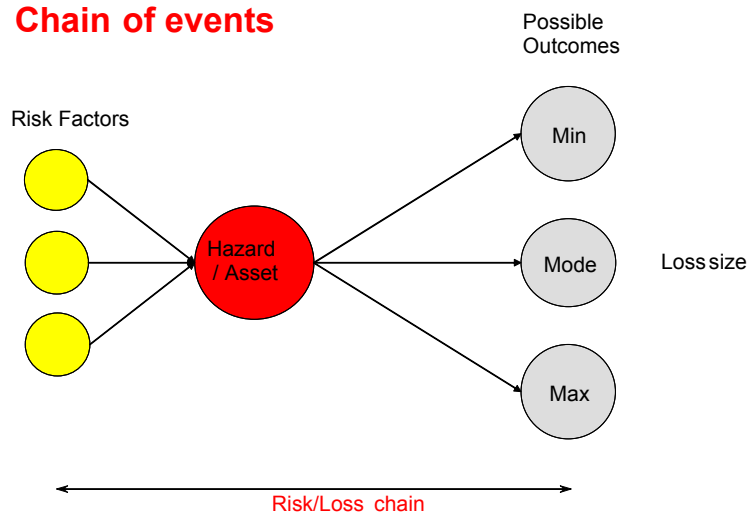 Chain of events
Possible
Outcomes
Risk Factors
Min
Hazard
/ Asset
Mode
Loss size
Max
Risk/Loss chain